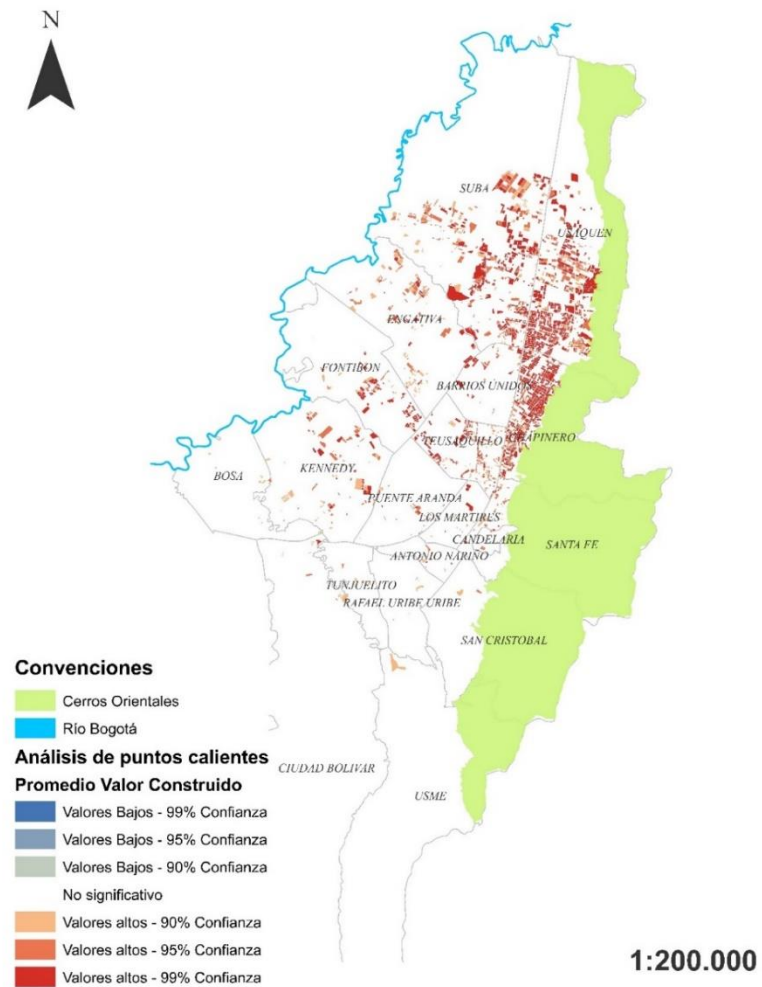 N
SUBA
USAQUEN
ENGATIVA
FONTIBON
BARRIOS UNIDOS
TEUSAQUILLO
CHAPINERO
BOSA
KENNEDY
PUENTE ARANDA
LOS MARTIRES
CANDELARIA
SANTA FE
ANTONIO NARIÑO
TUNJUELITO
RAFAEL URIBE URIBE
SAN CRISTOBAL
CIUDAD BOLIVAR
USME
Convenciones
Cerros Orientales
Río Bogotá
Análisis de puntos calientes
Promedio Valor Construido
Valores Bajos - 99% Confianza
Valores Bajos - 95% Confianza
Valores Bajos - 90% Confianza
No significativo
Valores altos - 90% Confianza
Valores altos - 95% Confianza
Valores altos - 99% Confianza
1:200.000